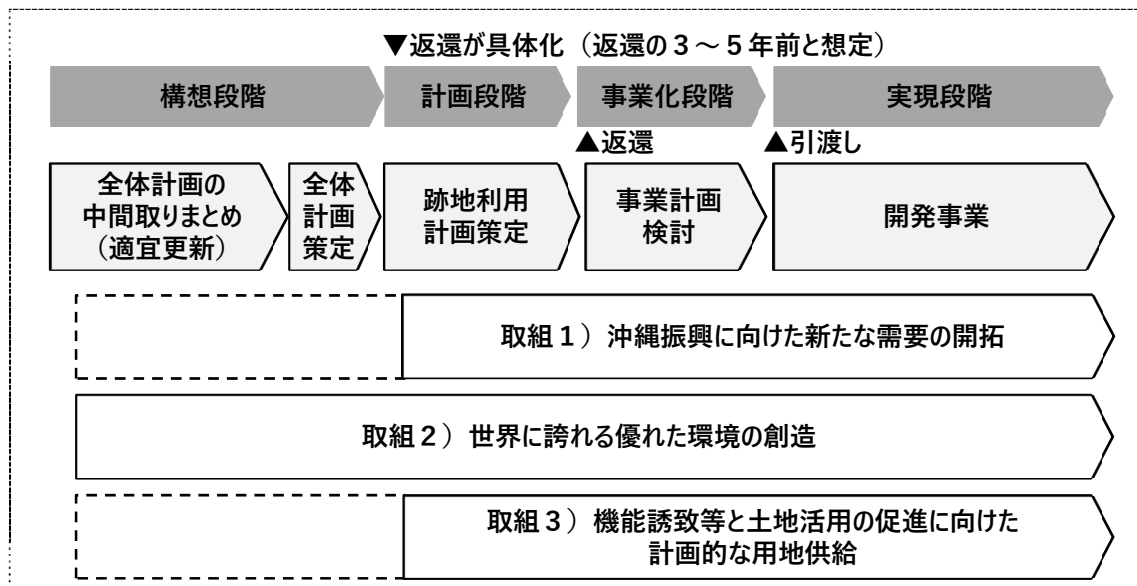 ▼返還が具体化（返還の３～５年前と想定）
構想段階
計画段階
事業化段階
実現段階
▲返還
▲引渡し
全体計画の
中間取りまとめ
（適宜更新）
全体
計画
策定
跡地利用
計画策定
事業計画
検討
開発事業
取組１）沖縄振興に向けた新たな需要の開拓
取組２）世界に誇れる優れた環境の創造
取組３）機能誘致等と土地活用の促進に向けた
計画的な用地供給